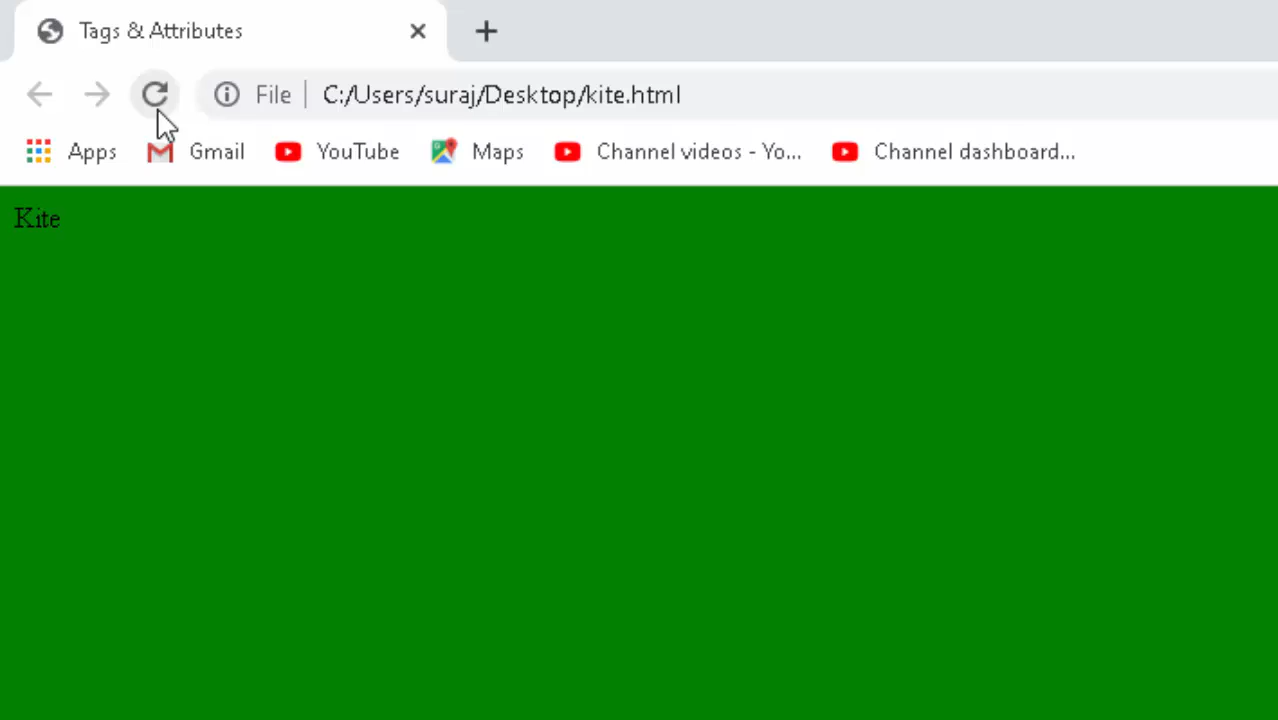 Tags & Attributes
File C:/Users/suraj/Desktop/kite.html
Apps Gmail YouTube Maps Channel videos - Yo... Channel dashboard...
Kite